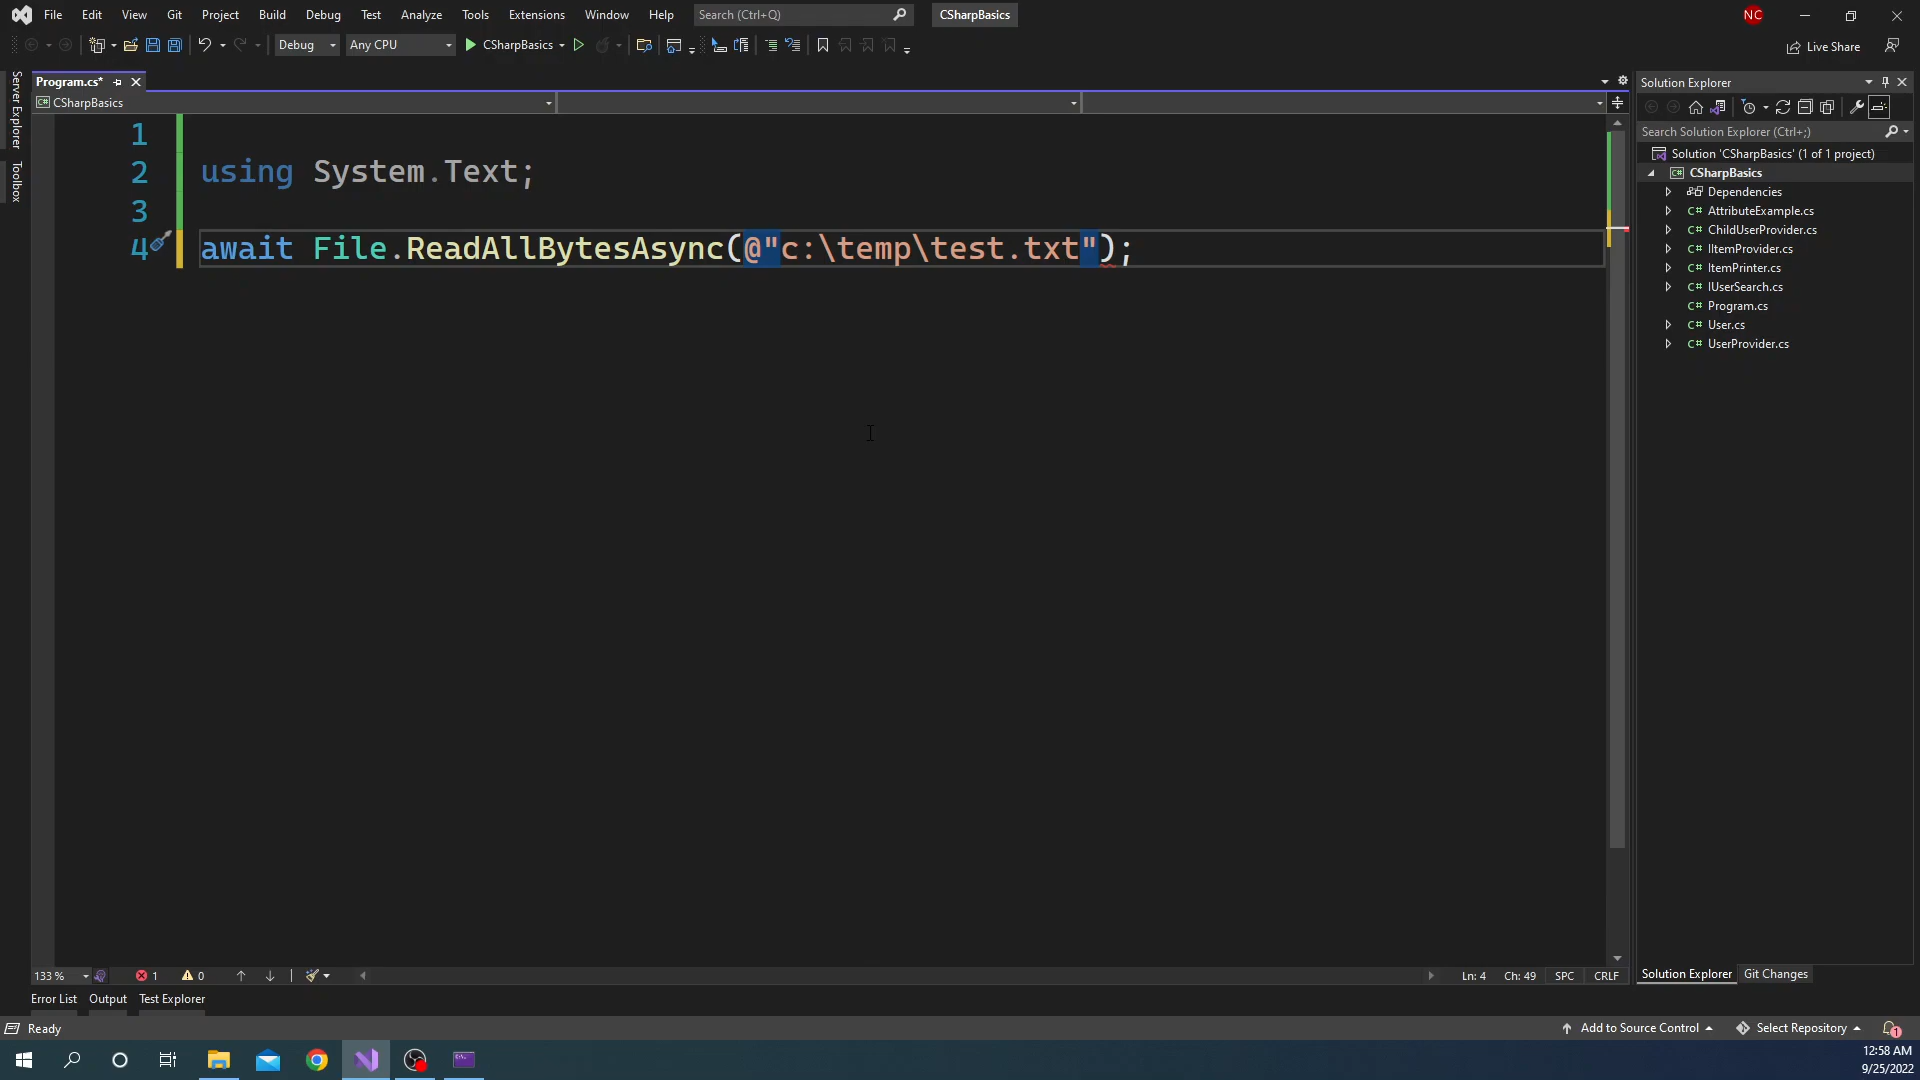 File Edit View Git Project Build Debug Test Analyze Tools Extensions Window Help Search (Ctrl+Q) CSharpBasics NC
Debug Any CPU CSharpBasics Live Share
Server Explorer
Toolbox
Program.cs*
CSharpBasics
1
2 using System.Text;
3
4 await File.ReadAllBytesAsync(@"c:\temp\test.txt");
Solution Explorer
Search Solution Explorer (Ctrl+;)
Solution 'CSharpBasics' (1 of 1 project)
C# CSharpBasics
Dependencies
C# AttributeExample.cs
C# ChildUserProvider.cs
C# IItemProvider.cs
C# ItemPrinter.cs
C# IUserSearch.cs
C# Program.cs
C# User.cs
C# UserProvider.cs
133 % 1 0 Ln: 4 Ch: 49 SPC CRLF
Solution Explorer Git Changes
Error List Output Test Explorer
Ready Add to Source Control Select Repository 1
12:58 AM
9/25/2022